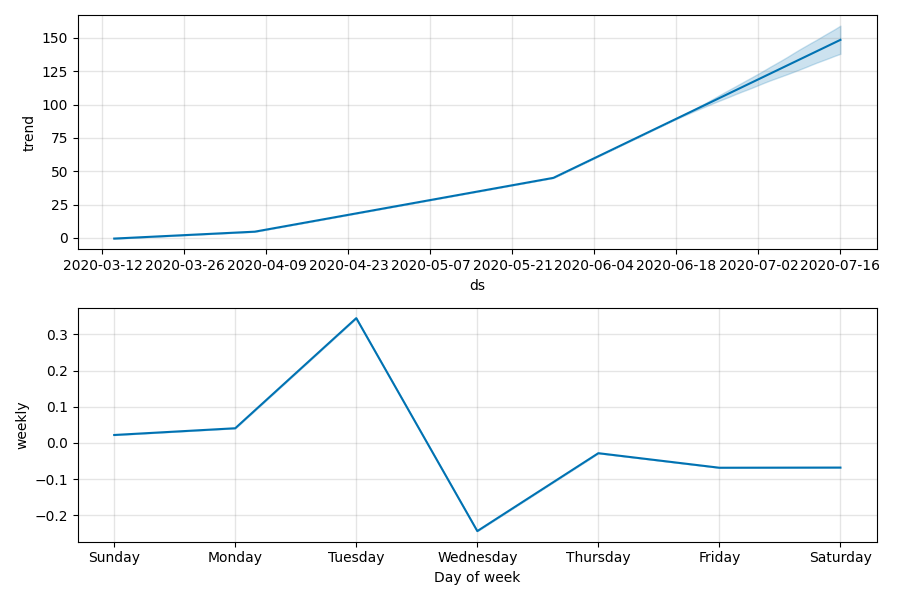 150
125
100
75
50
25
0
trend
2020-03-12 2020-03-26 2020-04-09 2020-04-23 2020-05-07 2020-05-21 2020-06-04 2020-06-18 2020-07-02 2020-07-16
ds
0.3
0.2
0.1
0.0
−0.1
−0.2
weekly
Sunday Monday Tuesday Wednesday Thursday Friday Saturday
Day of week